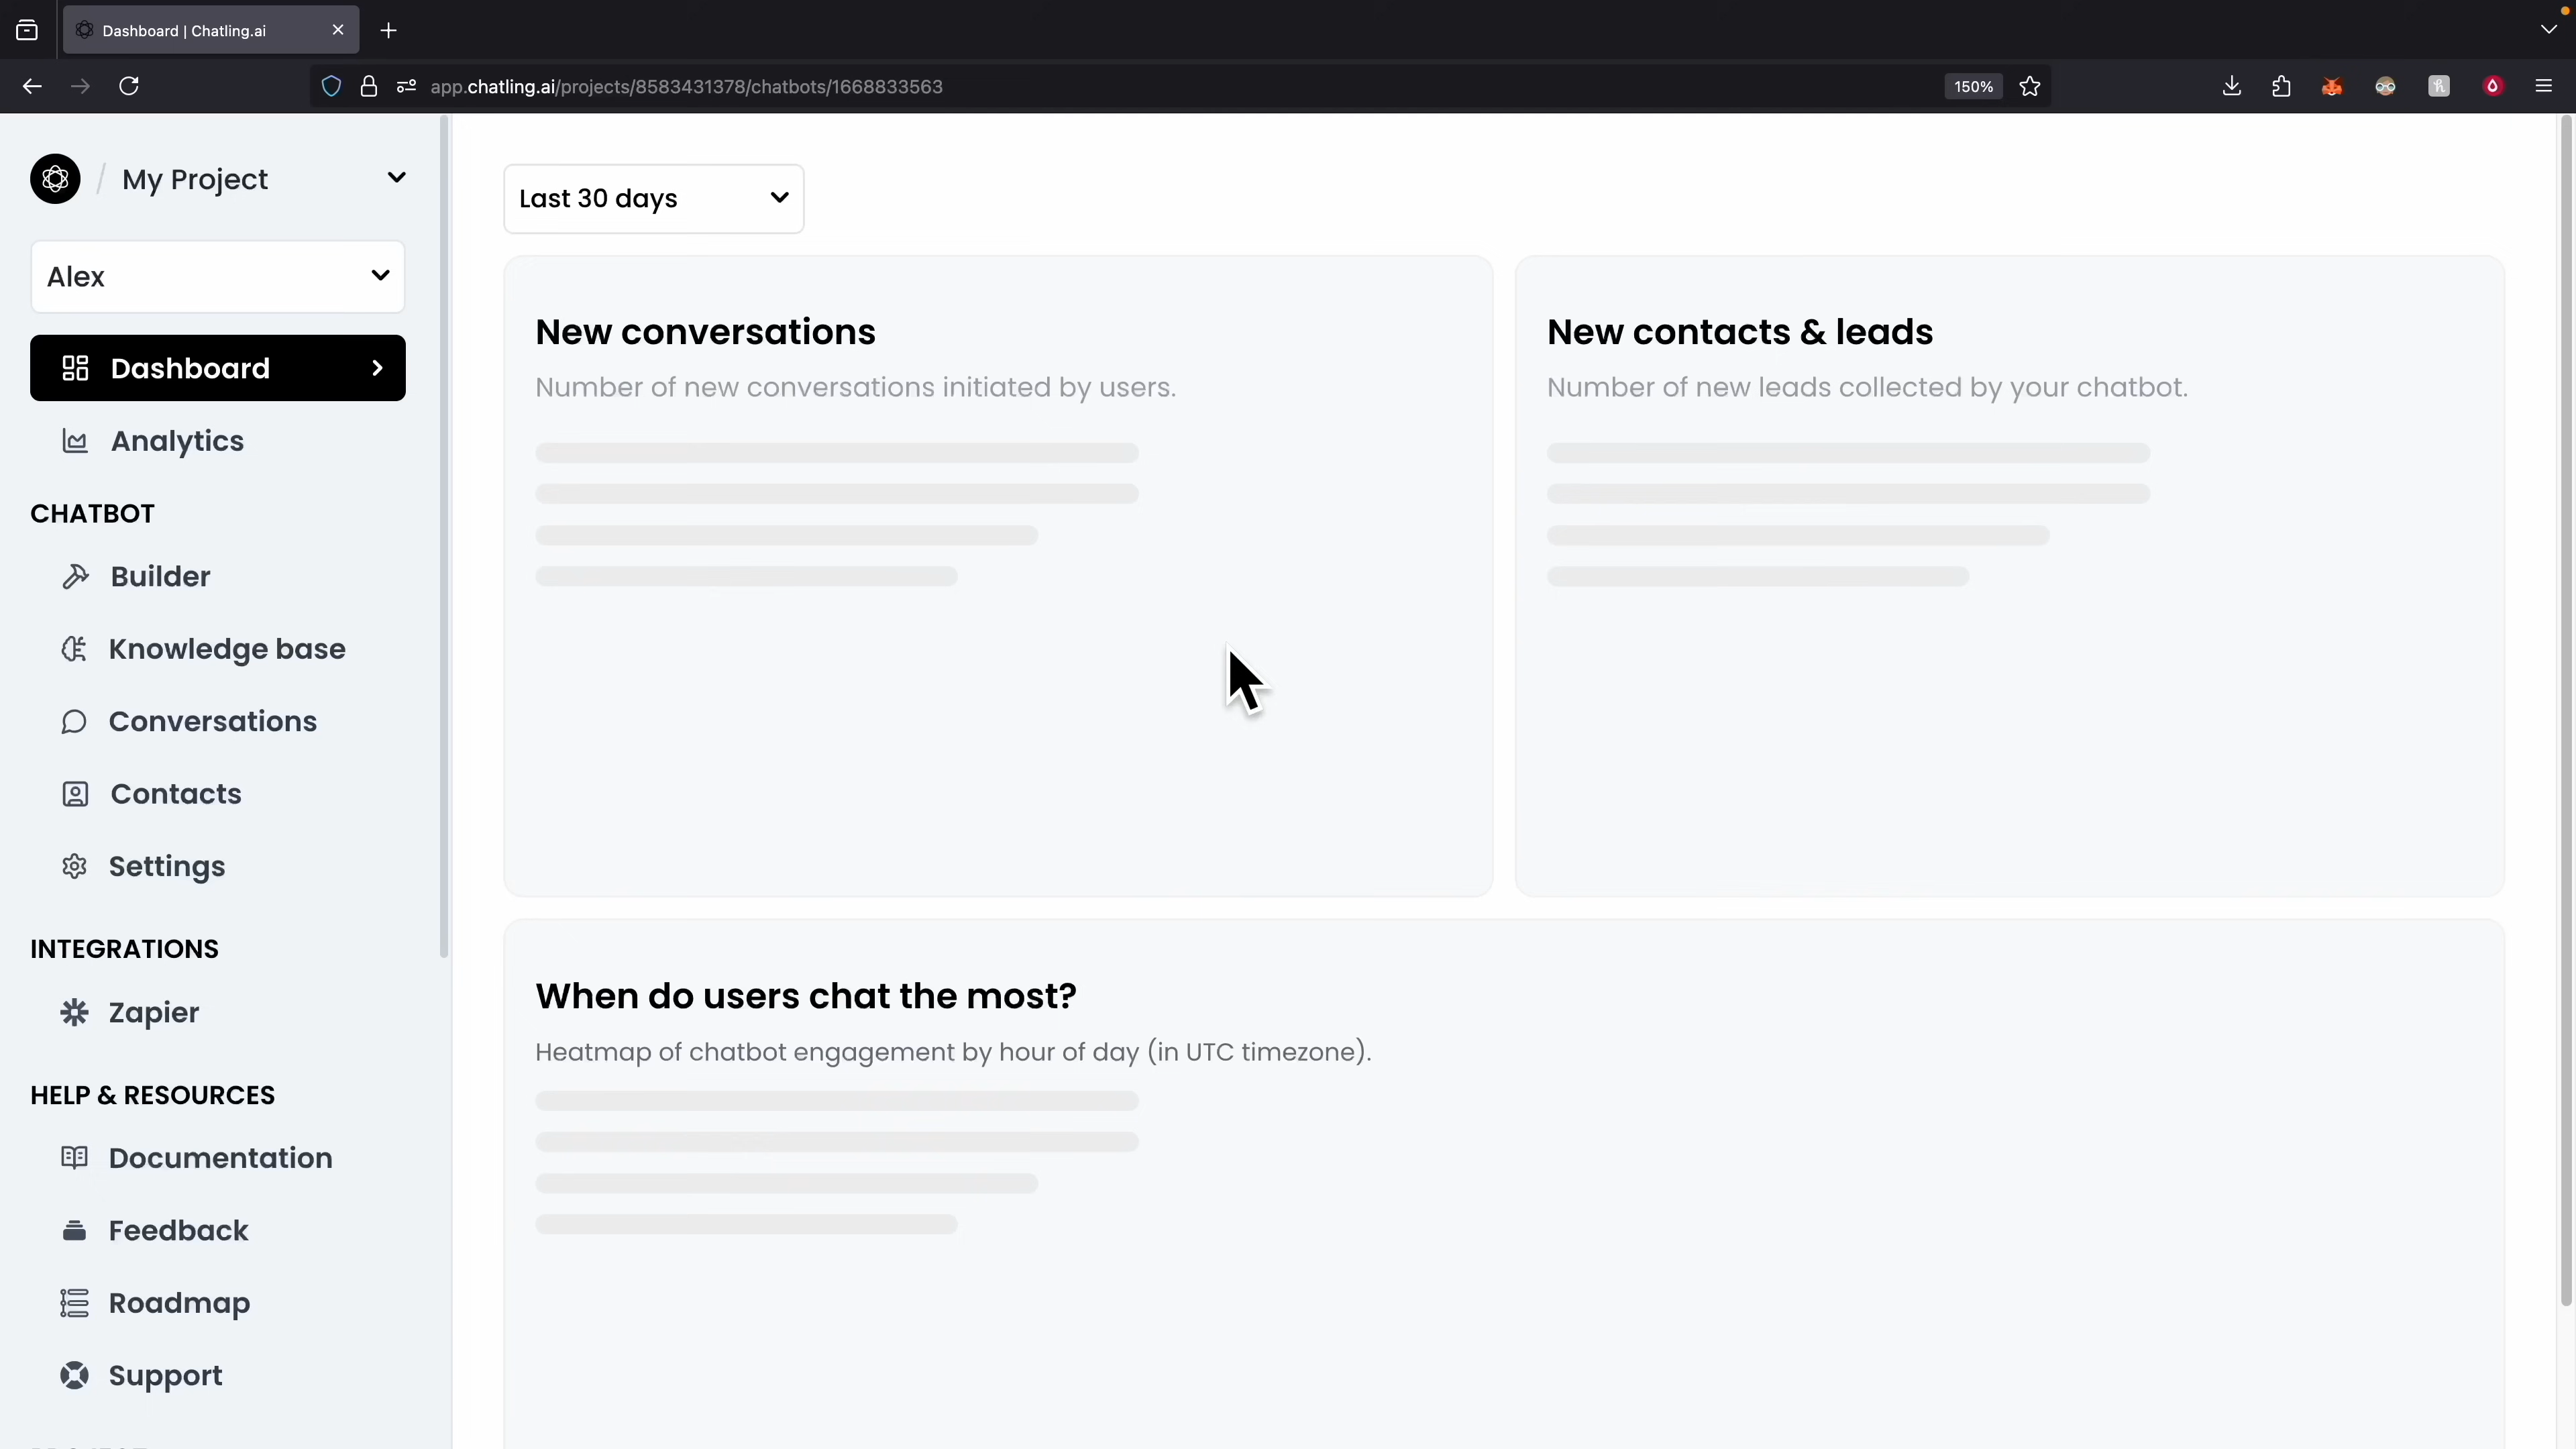 Dashboard | Chatling.ai
app.chatling.ai/projects/8583431378/chatbots/1668833563
150%
/ My Project
Alex
Dashboard
Analytics
CHATBOT
Builder
Knowledge base
Conversations
Contacts
Settings
INTEGRATIONS
Zapier
HELP & RESOURCES
Documentation
Feedback
Roadmap
Support
Last 30 days
New conversations
Number of new conversations initiated by users.
New contacts & leads
Number of new leads collected by your chatbot.
When do users chat the most?
Heatmap of chatbot engagement by hour of day (in UTC timezone).